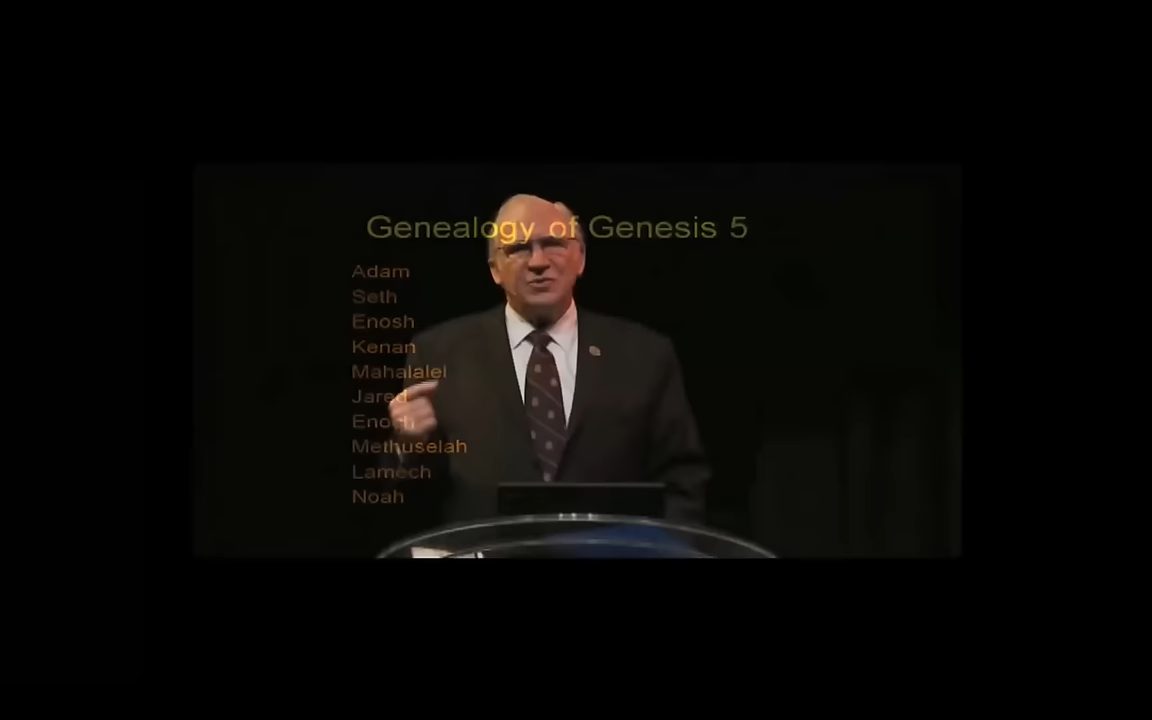 Genealogy of Genesis 5
Adam
Seth
Enosh
Kenan
Mahalalel
Jared
Enoch
Methuselah
Lamech
Noah